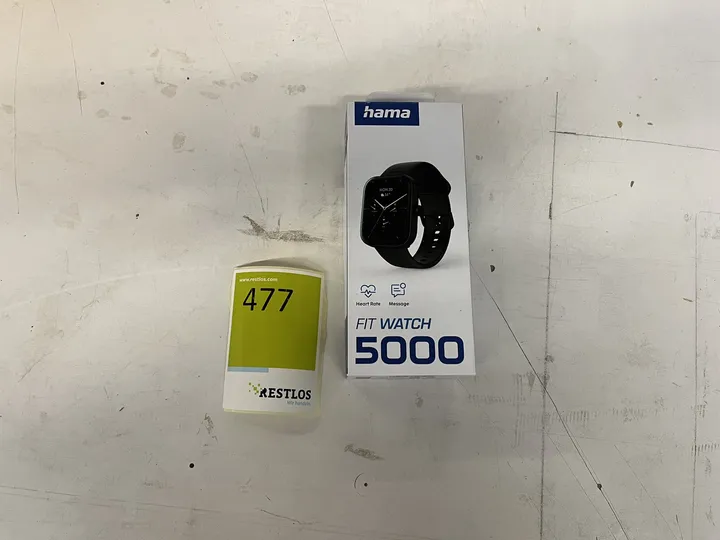 hama
Heart Rate
Message
FIT WATCH
5000
www.restlos.com
477
RESTLOS